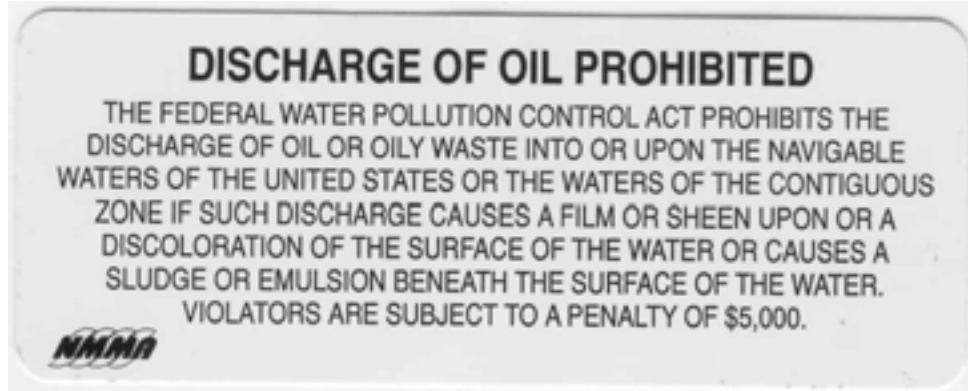 DISCHARGE OF OIL PROHIBITED
THE FEDERAL WATER POLLUTION CONTROL ACT PROHIBITS THE
DISCHARGE OF OIL OR OILY WASTE INTO OR UPON THE NAVIGABLE
WATERS OF THE UNITED STATES OR THE WATERS OF THE CONTIGUOUS
ZONE IF SUCH DISCHARGE CAUSES A FILM OR SHEEN UPON OR A
DISCOLORATION OF THE SURFACE OF THE WATER OR CAUSES A
SLUDGE OR EMULSION BENEATH THE SURFACE OF THE WATER.
VIOLATORS ARE SUBJECT TO A PENALTY OF $5,000.
NMMA